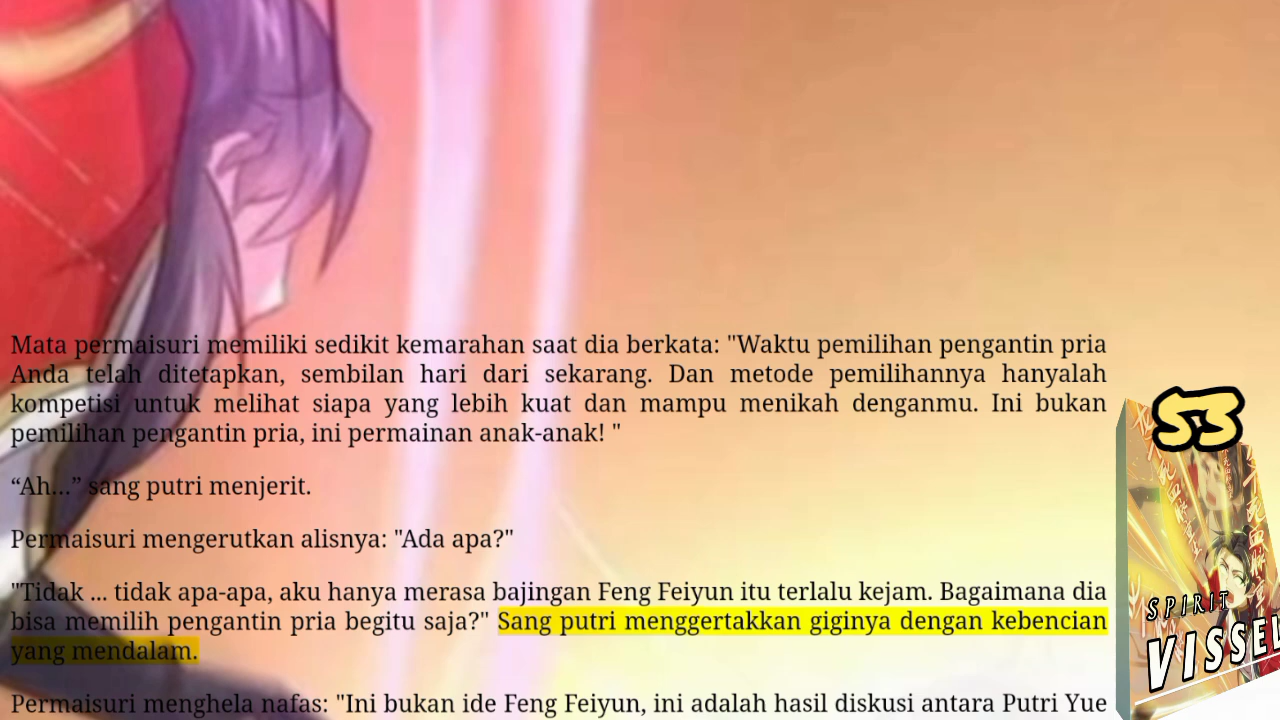 Mata permaisuri memiliki sedikit kemarahan saat dia berkata: "Waktu pemilihan pengantin pria
Anda telah ditetapkan, sembilan hari dari sekarang. Dan metode pemilihannya hanyalah
kompetisi untuk melihat siapa yang lebih kuat dan mampu menikah denganmu. Ini bukan
pemilihan pengantin pria, ini permainan anak-anak! "
“Ah...” sang putri menjerit.
Permaisuri mengerutkan alisnya: "Ada apa?"
"Tidak ... tidak apa-apa, aku hanya merasa bajingan Feng Feiyun itu terlalu kejam. Bagaimana dia
bisa memilih pengantin pria begitu saja?" Sang putri menggertakkan giginya dengan kebencian
yang mendalam.
Permaisuri menghela nafas: "Ini bukan ide Feng Feiyun, ini adalah hasil diskusi antara Putri Yue
53
SPIRIT
VISSEL